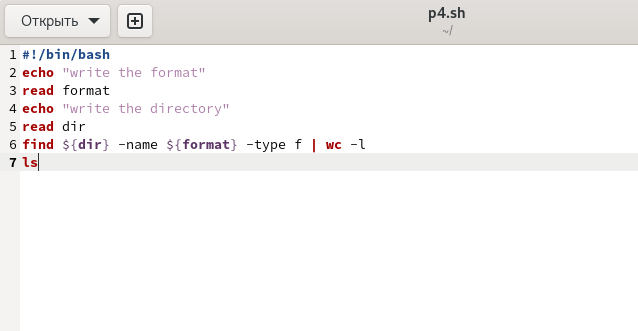 Открыть
p4.sh
~/
1 #!/bin/bash
2 echo "write the format"
3 read format
4 echo "write the directory"
5 read dir
6 find ${dir} -name ${format} -type f | wc -l
7 ls